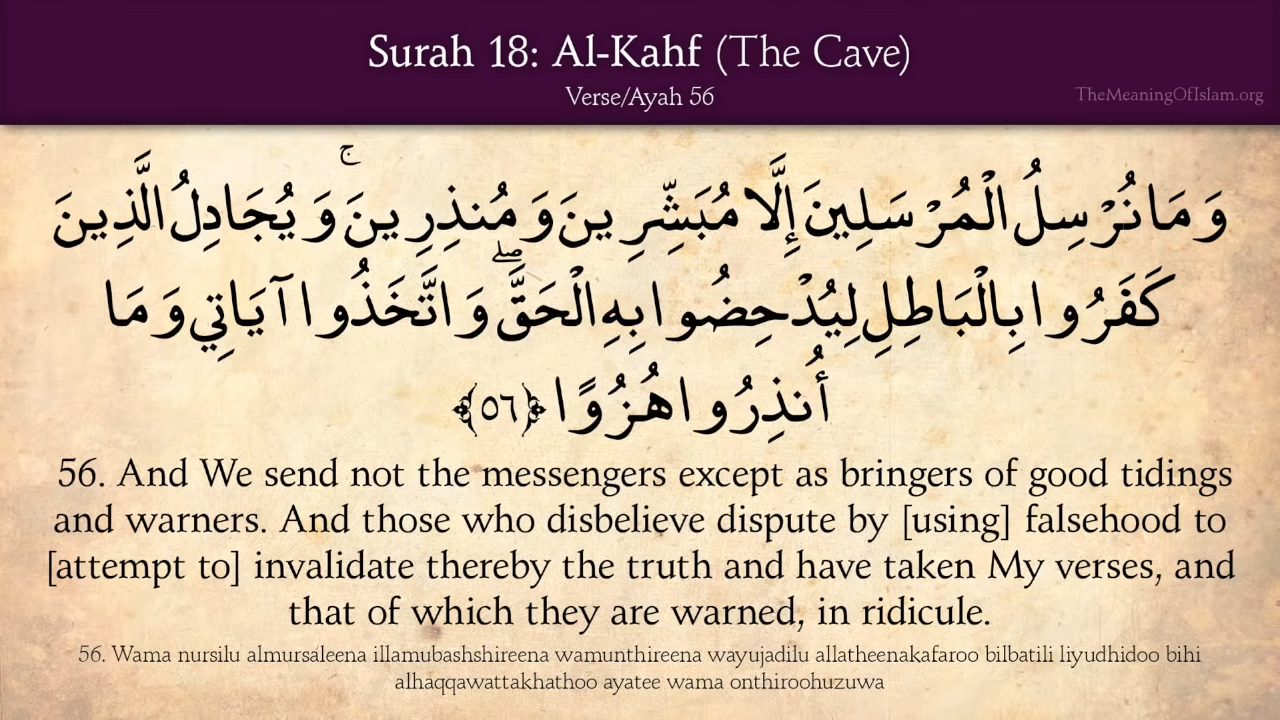 Surah 18: Al-Kahf (The Cave)
Verse/Ayah 56
TheMeaningOfIslam.org
وَمَا نُرْسِلُ الْمُرْسَلِينَ إِلَّا مُبَشِّرِينَ وَمُنذِرِينَ ۚ وَيُجَادِلُ الَّذِينَ
كَفَرُوا بِالْبَاطِلِ لِيُدْحِضُوا بِهِ الْحَقَّ ۖ وَاتَّخَذُوا آيَاتِي وَمَا
أُنذِرُوا هُزُوًا ﴿٥٦﴾
56. And We send not the messengers except as bringers of good tidings
and warners. And those who disbelieve dispute by [using] falsehood to
[attempt to] invalidate thereby the truth and have taken My verses, and
that of which they are warned, in ridicule.
56. Wama nursilu almursaleena illamubashshireena wamunthireena wayujadilu allatheenakafaroo bilbatili liyudhidoo bihi
alhaqqawattakhathoo ayatee wama onthiroohuzuwa